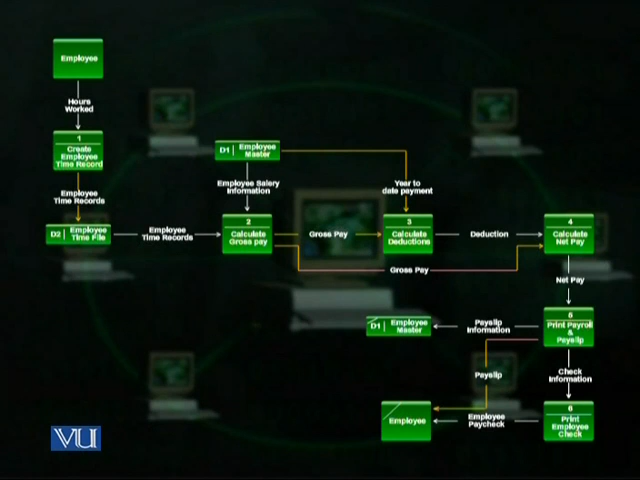 Employee
Hours
Worked
1
Create
Employee
Time Record
Employee
Time Records
D2 | Employee
Time File
Employee
Time Records
D1 | Employee
Master
Employee Salery
Information
Year to
date payment
2
Calculate
Gross pay
Gross Pay
3
Calculate
Deductions
Deduction
4
Calculate
Net Pay
Gross Pay
Net Pay
D1 | Employee
Master
Payslip
Information
5
Print Payroll
&
Payslip
Payslip
Check
Information
Employee
Employee
Paycheck
6
Print
Employee
Check
VU